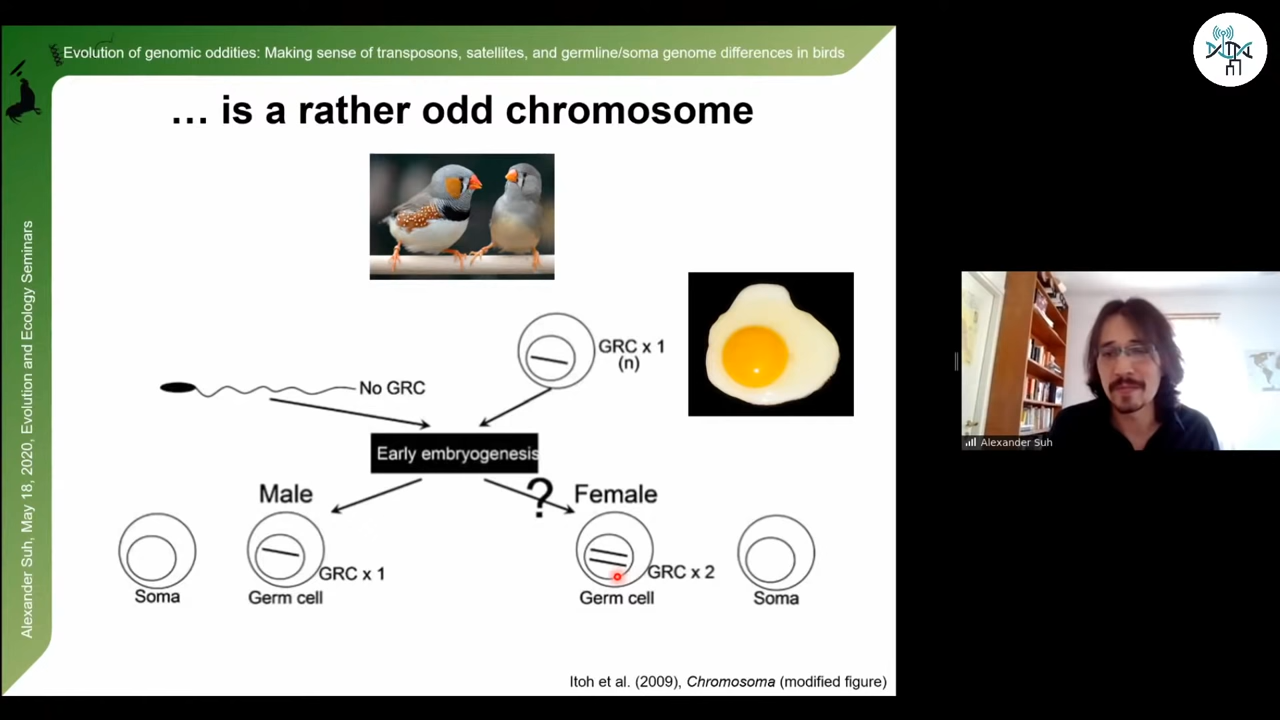 Evolution of genomic oddities: Making sense of transposons, satellites, and germline/soma genome differences in birds
Alexander Suh, May 18, 2020, Evolution and Ecology Seminars
… is a rather odd chromosome
GRC x 1
(n)
No GRC
Early embryogenesis
?
Male
Female
GRC x 1
GRC x 2
Soma
Germ cell
Germ cell
Soma
Itoh et al. (2009), Chromosoma (modified figure)
Alexander Suh